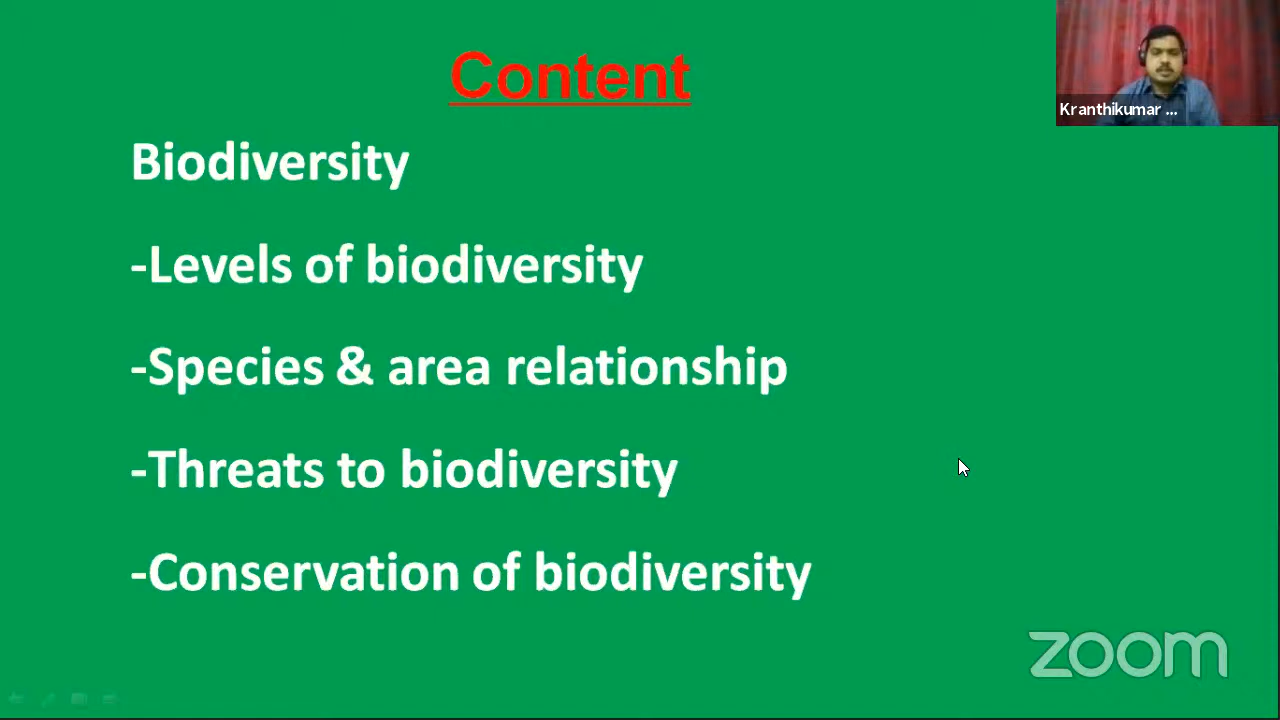 Content
Kranthikumar ...
Biodiversity
-Levels of biodiversity
-Species & area relationship
-Threats to biodiversity
-Conservation of biodiversity
zoom